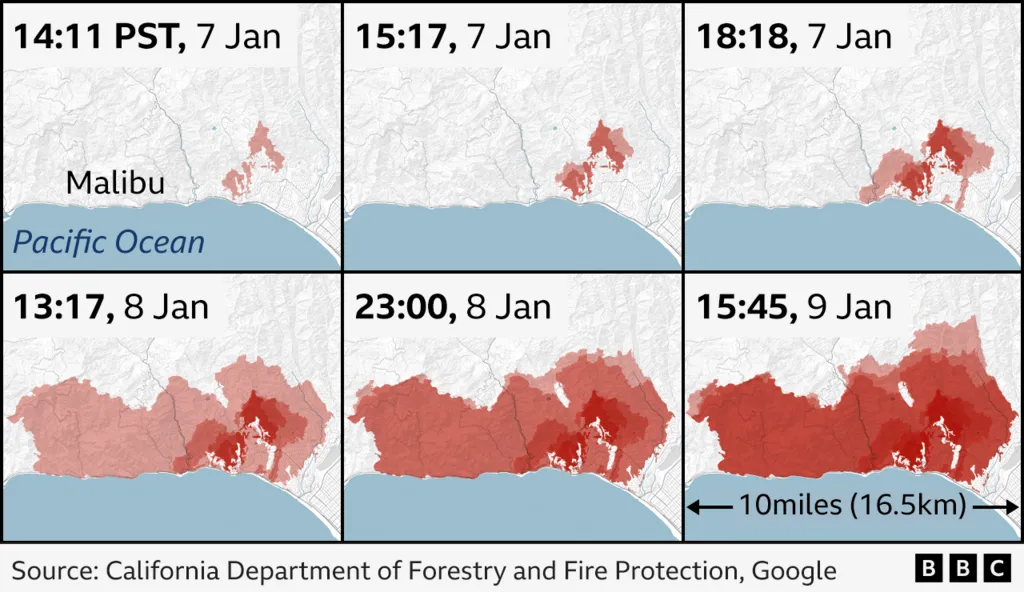 14:11 PST, 7 Jan
15:17, 7 Jan
18:18, 7 Jan
Malibu
Pacific Ocean
13:17, 8 Jan
23:00, 8 Jan
15:45, 9 Jan
10miles (16.5km)
Source: California Department of Forestry and Fire Protection, Google
BBC